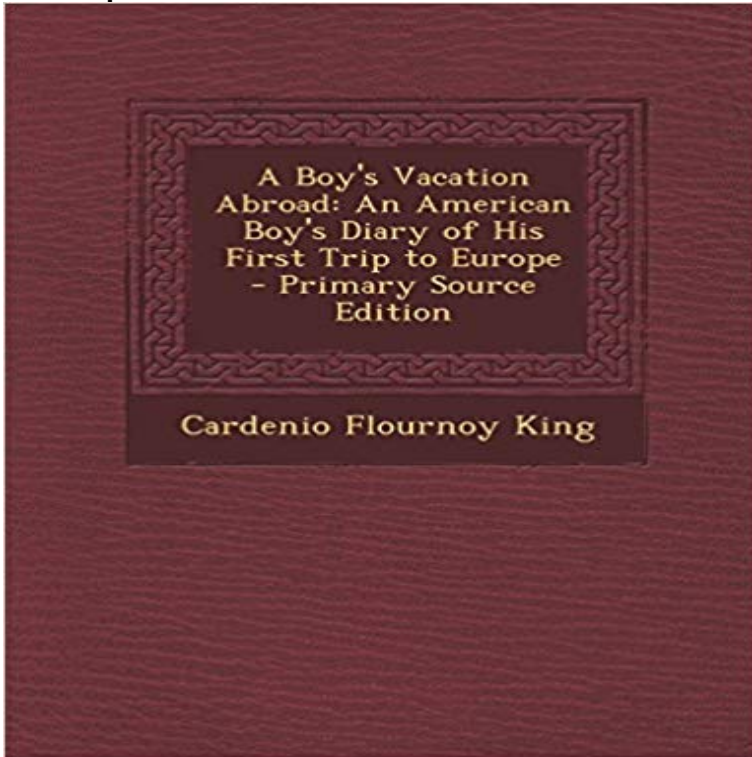 A Boy's Vacation
Abroad: An American
Boy's Diary of His
First Trip to Europe
- Primary Source
Edition
Cardenio Flournoy King